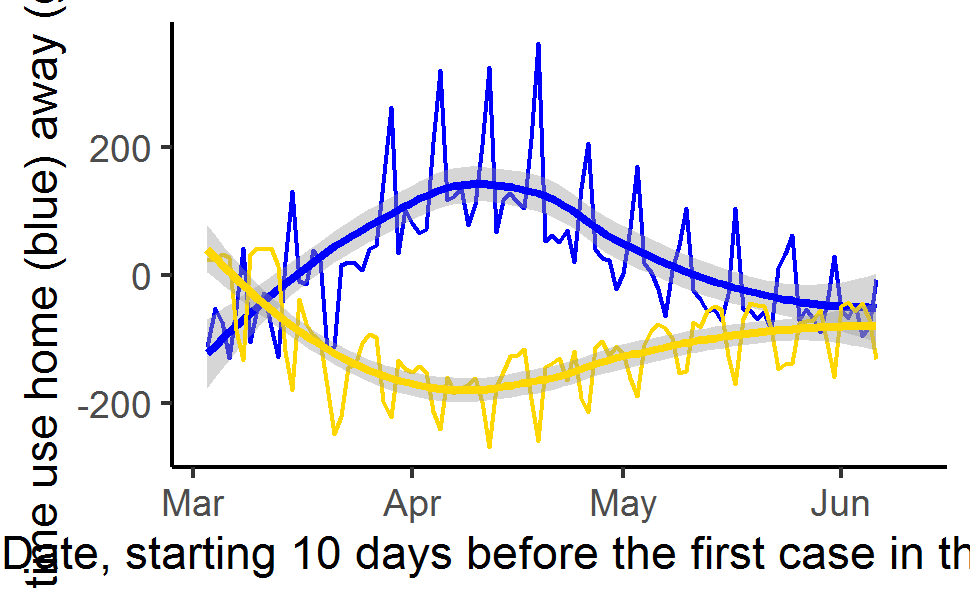 time use home (blue) away (
200
0
-200
Mar Apr May Jun
Date, starting 10 days before the first case in th